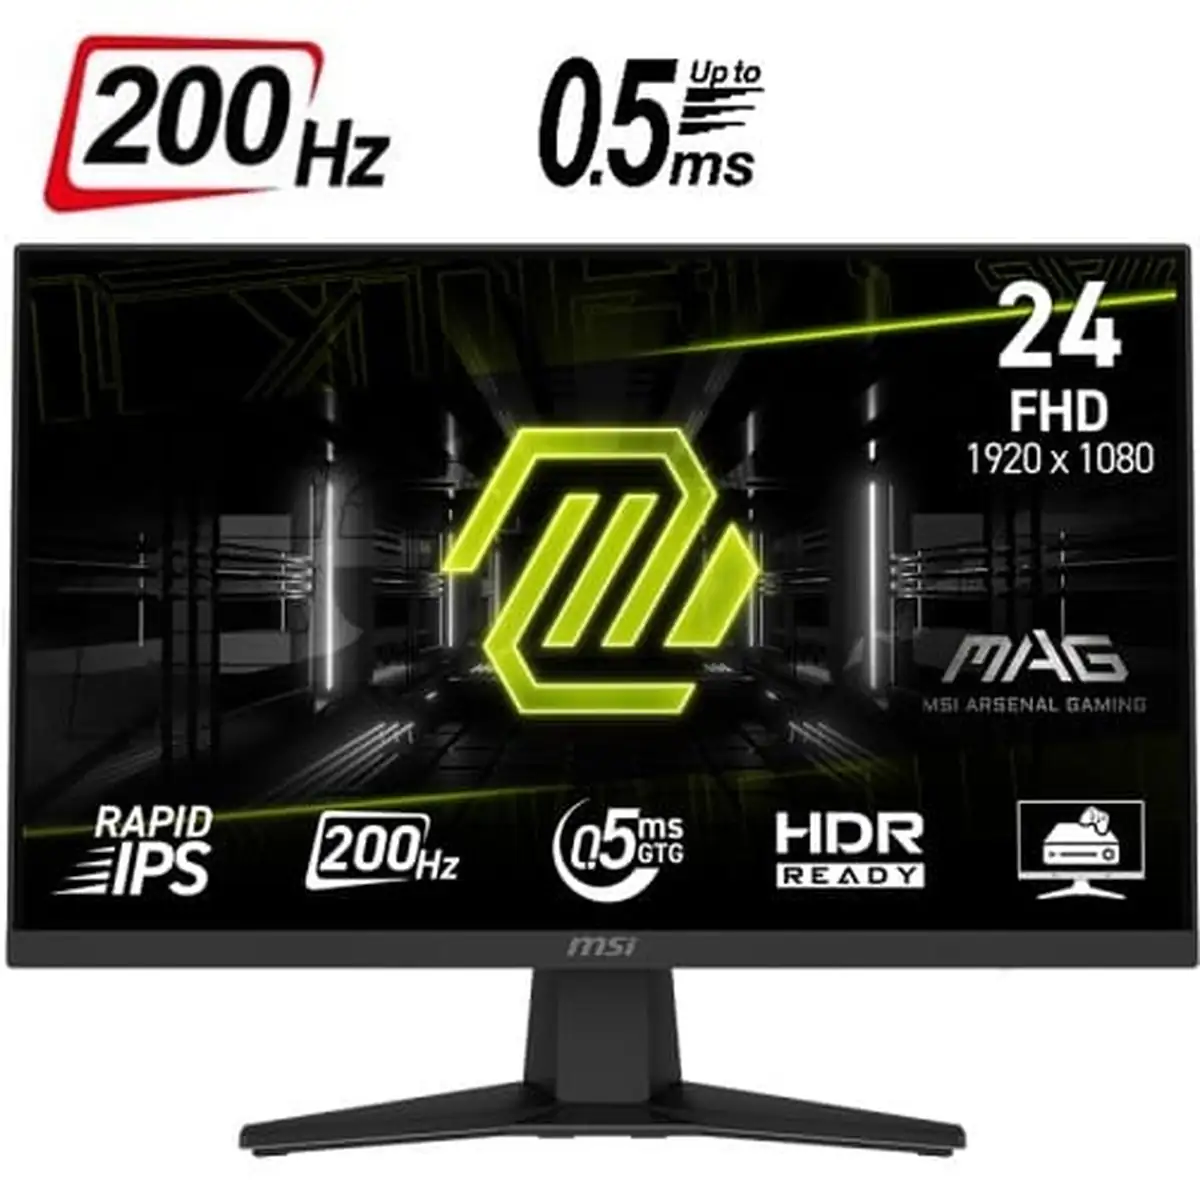 200Hz
Up to
0.5ms
24
FHD
1920 x 1080
MAG
MSI ARSENAL GAMING
RAPID
IPS
200Hz
0.5ms
GTG
HDR
READY
msi